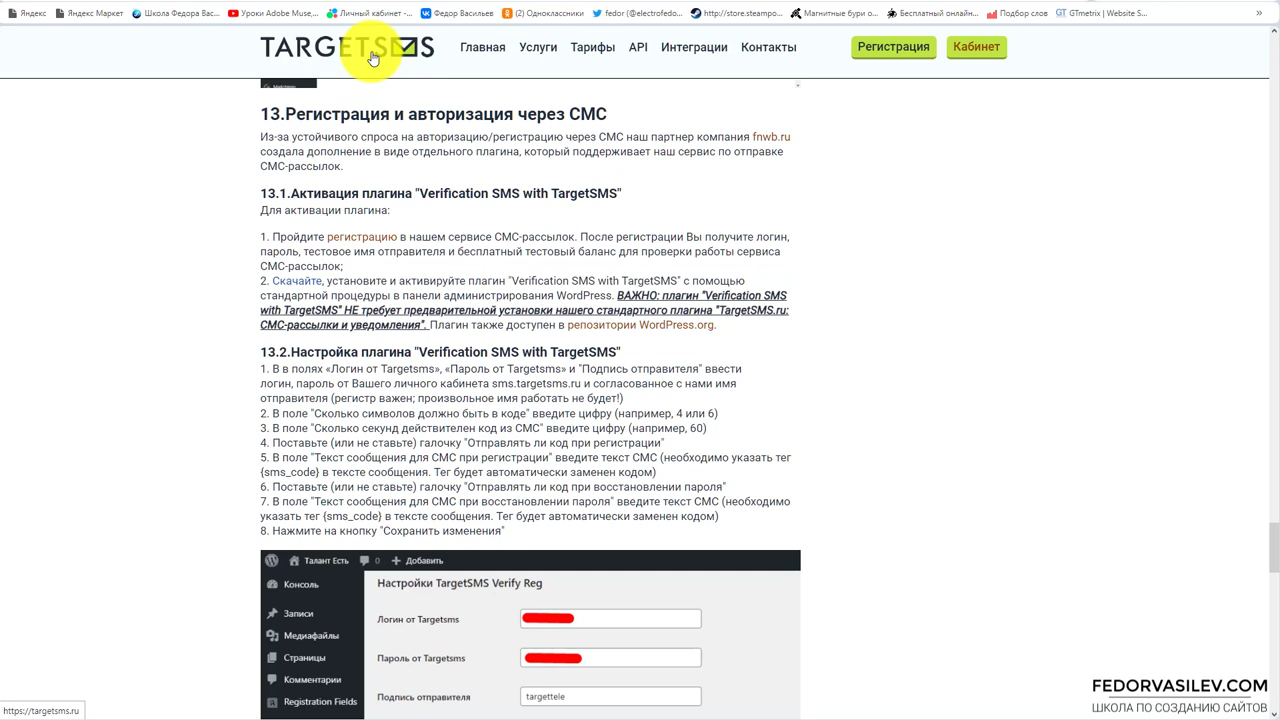 Яндекс
Яндекс Маркет
Школа Федора Вас...
Уроки Adobe Muse...
Личный кабинет -...
Федор Васильев
(2) Одноклассники
fedor (@electrofedo...
http://store.steampo...
Магнитные бури о...
Бесплатный онлайн...
Подбор слов
GTmetrix | Website S...
»
TARGETSMS
Главная
Услуги
Тарифы
API
Интеграции
Контакты
Регистрация
Кабинет
13.Регистрация и авторизация через СМС
Из-за устойчивого спроса на авторизацию/регистрацию через СМС наш партнер компания fnwb.ru
создала дополнение в виде отдельного плагина, который поддерживает наш сервис по отправке
СМС-рассылок.
13.1.Активация плагина "Verification SMS with TargetSMS"
Для активации плагина:
1. Пройдите регистрацию в нашем сервисе СМС-рассылок. После регистрации Вы получите логин,
пароль, тестовое имя отправителя и бесплатный тестовый баланс для проверки работы сервиса
СМС-рассылок;
2. Скачайте, установите и активируйте плагин "Verification SMS with TargetSMS" с помощью
стандартной процедуры в панели администрирования WordPress. ВАЖНО: плагин "Verification SMS
with TargetSMS" НЕ требует предварительной установки нашего стандартного плагина "TargetSMS.ru:
СМС-рассылки и уведомления". Плагин также доступен в репозитории WordPress.org.
13.2.Настройка плагина "Verification SMS with TargetSMS"
1. В в полях «Логин от Targetsms», «Пароль от Targetsms» и "Подпись отправителя" ввести
логин, пароль от Вашего личного кабинета sms.targetsms.ru и согласованное с нами имя
отправителя (регистр важен; произвольное имя работать не будет!)
2. В поле "Сколько символов должно быть в коде" введите цифру (например, 4 или 6)
3. В поле "Сколько секунд действителен код из СМС" введите цифру (например, 60)
4. Поставьте (или не ставьте) галочку "Отправлять ли код при регистрации"
5. В поле "Текст сообщения для СМС при регистрации" введите текст СМС (необходимо указать тег
{sms_code} в тексте сообщения. Тег будет автоматически заменен кодом)
6. Поставьте (или не ставьте) галочку "Отправлять ли код при восстановлении пароля"
7. В поле "Текст сообщения для СМС при восстановлении пароля" введите текст СМС (необходимо
указать тег {sms_code} в тексте сообщения. Тег будет автоматически заменен кодом)
8. Нажмите на кнопку "Сохранить изменения"
Талант Есть
0
Добавить
Консоль
Записи
Медиафайлы
Страницы
Комментарии
Registration Fields
Настройки TargetSMS Verify Reg
Логин от Targetsms
Пароль от Targetsms
Подпись отправителя
targettele
https://targetsms.ru
FEDORVASILEV.COM
ШКОЛА ПО СОЗДАНИЮ САЙТОВ